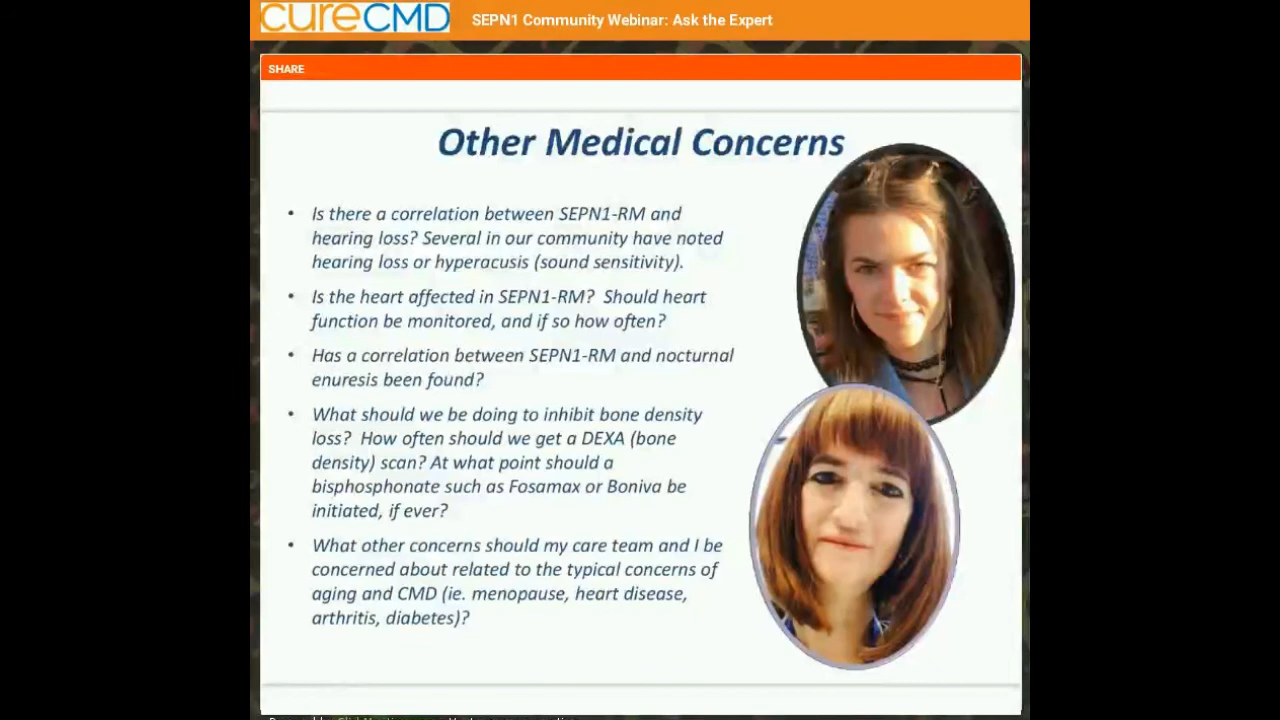 cureCMD SEPN1 Community Webinar: Ask the Expert
SHARE
Other Medical Concerns
• Is there a correlation between SEPN1-RM and
hearing loss? Several in our community have noted
hearing loss or hyperacusis (sound sensitivity).
• Is the heart affected in SEPN1-RM? Should heart
function be monitored, and if so how often?
• Has a correlation between SEPN1-RM and nocturnal
enuresis been found?
• What should we be doing to inhibit bone density
loss? How often should we get a DEXA (bone
density) scan? At what point should a
bisphosphonate such as Fosamax or Boniva be
initiated, if ever?
• What other concerns should my care team and I be
concerned about related to the typical concerns of
aging and CMD (ie. menopause, heart disease,
arthritis, diabetes)?